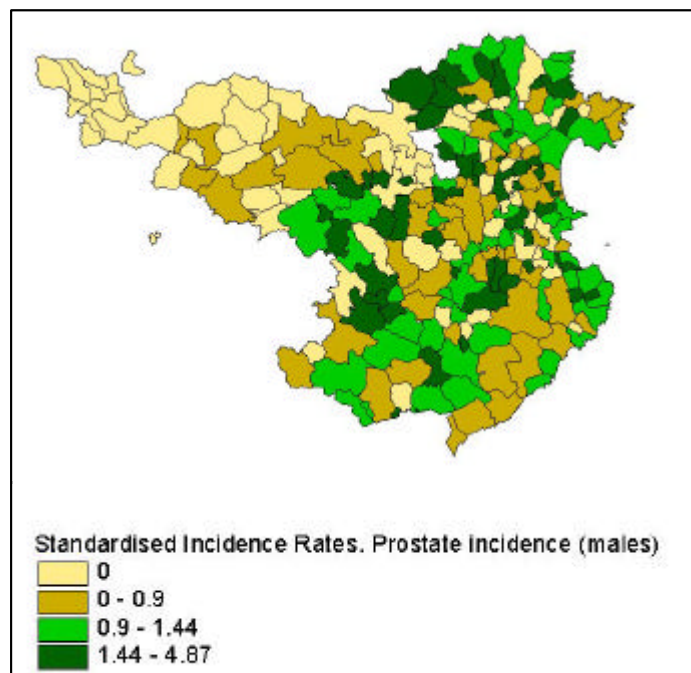 Standardised Incidence Rates. Prostate incidence (males)
0
0 - 0.9
0.9 - 1.44
1.44 - 4.87